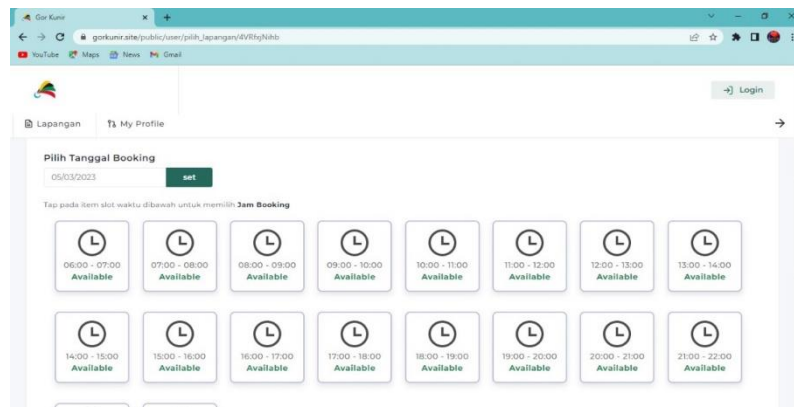 Gor Kunir
gorkunir.site/public/user/pilih_lapangan/4VRfxjNihb
YouTube Maps News Gmail
Login
Lapangan My Profile
Pilih Tanggal Booking
05/03/2023 set
Tap pada item slot waktu dibawah untuk memilih Jam Booking
06:00 - 07:00 07:00 - 08:00 08:00 - 09:00 09:00 - 10:00 10:00 - 11:00 11:00 - 12:00 12:00 - 13:00 13:00 - 14:00
Available Available Available Available Available Available Available Available
14:00 - 15:00 15:00 - 16:00 16:00 - 17:00 17:00 - 18:00 18:00 - 19:00 19:00 - 20:00 20:00 - 21:00 21:00 - 22:00
Available Available Available Available Available Available Available Available